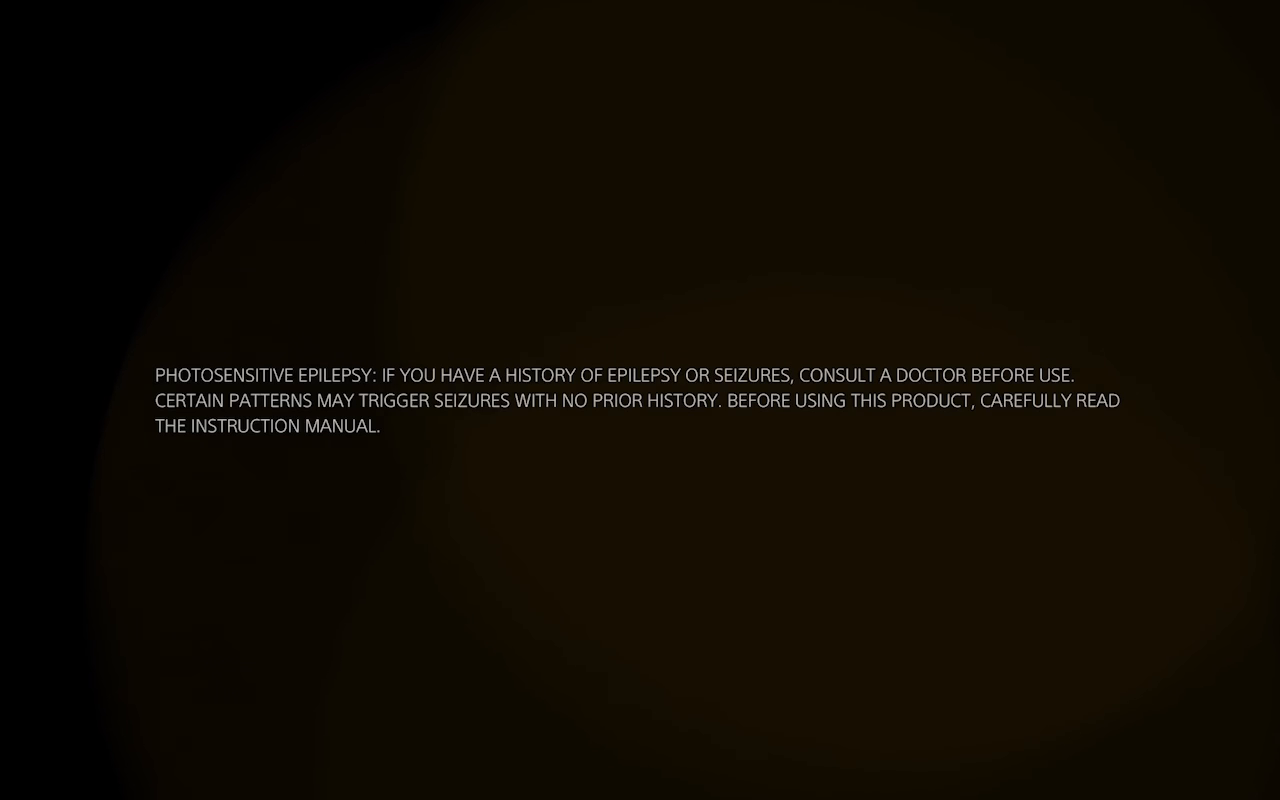 PHOTOSENSITIVE EPILEPSY: IF YOU HAVE A HISTORY OF EPILEPSY OR SEIZURES, CONSULT A DOCTOR BEFORE USE.
CERTAIN PATTERNS MAY TRIGGER SEIZURES WITH NO PRIOR HISTORY. BEFORE USING THIS PRODUCT, CAREFULLY READ
THE INSTRUCTION MANUAL.